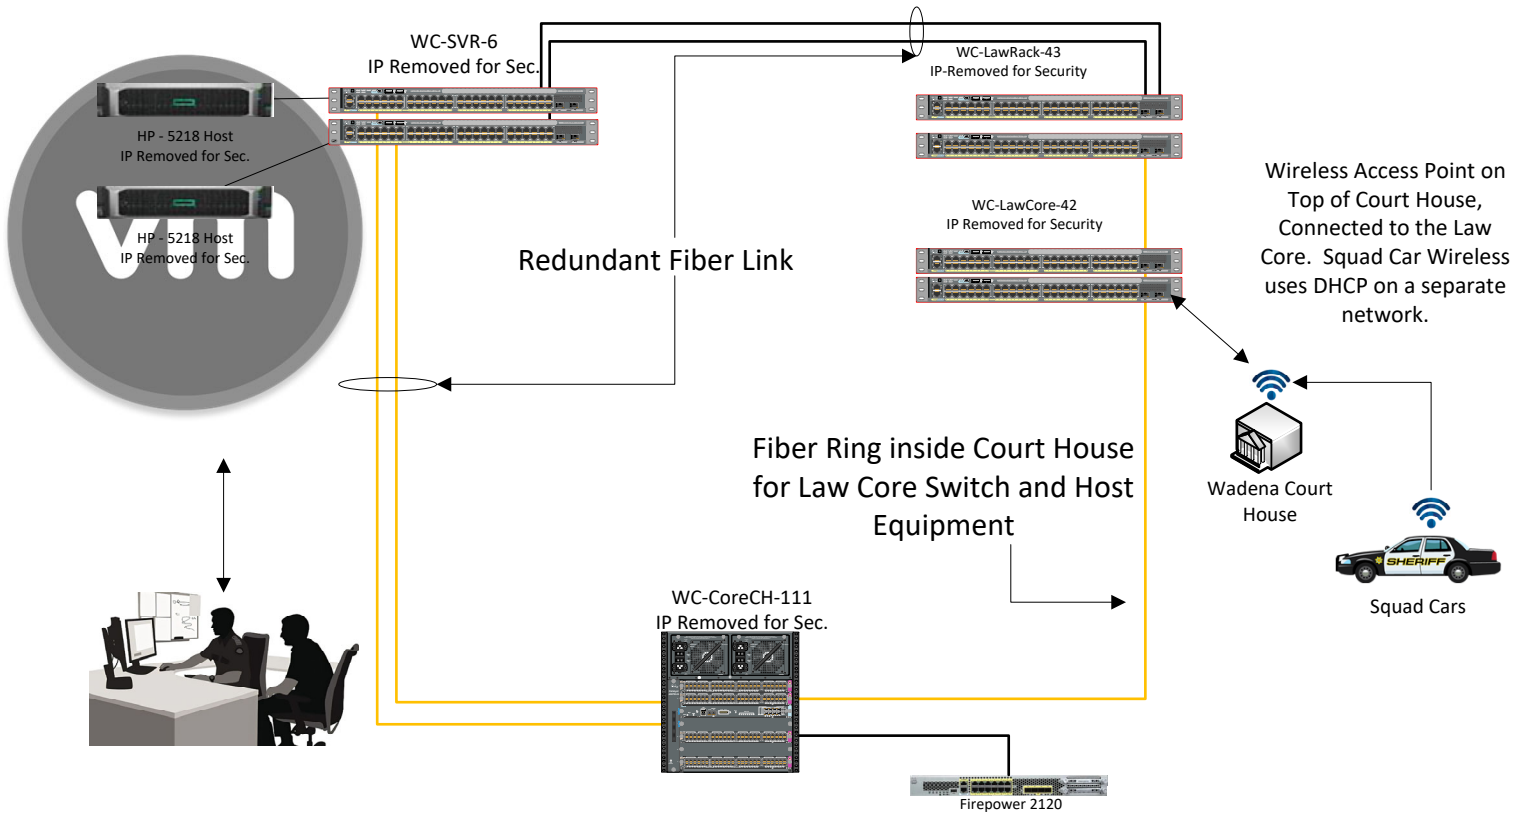 WC-SVR-6
IP Removed for Sec.
WC-LawRack-43
IP-Removed for Security
HP - 5218 Host
IP Removed for Sec.
vm
HP - 5218 Host
IP Removed for Sec.
WC-LawCore-42
IP Removed for Security
Wireless Access Point on
Top of Court House,
Connected to the Law
Core.  Squad Car Wireless
uses DHCP on a separate
network.
Redundant Fiber Link
Fiber Ring inside Court House
for Law Core Switch and Host
Equipment
Wadena Court
House
SHERIFF
Squad Cars
WC-CoreCH-111
IP Removed for Sec.
Firepower 2120